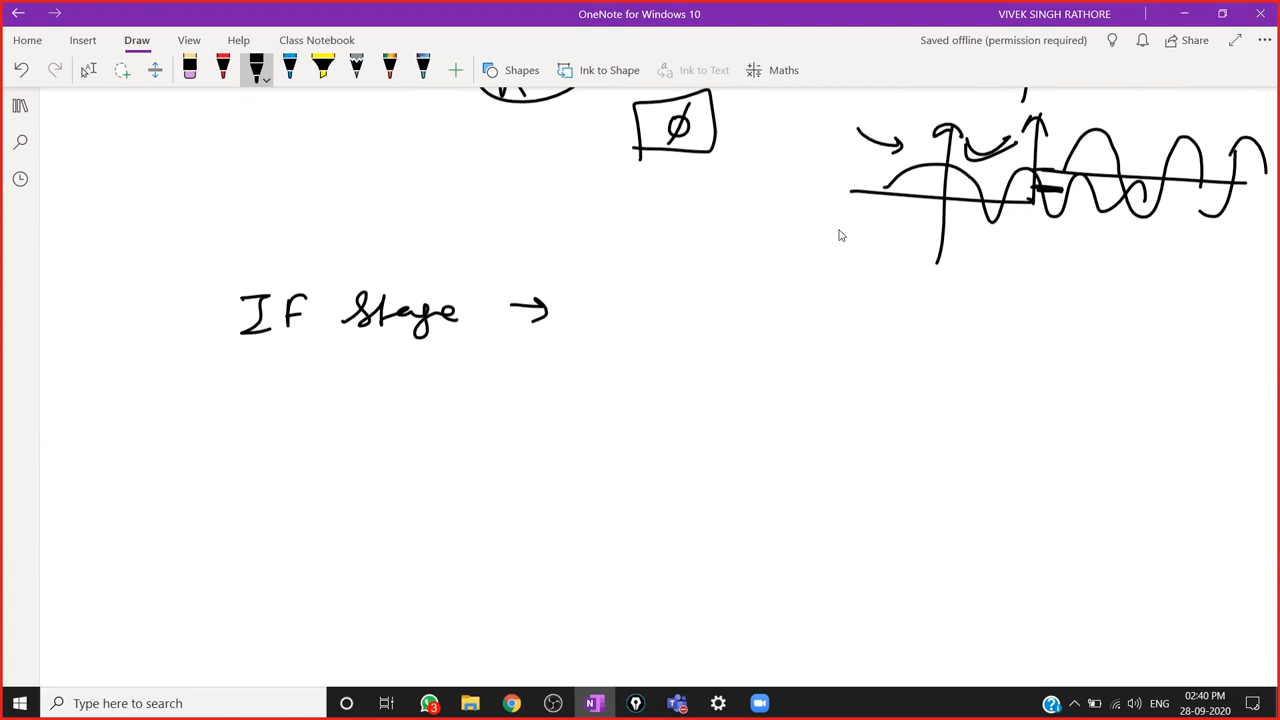 OneNote for Windows 10
VIVEK SINGH RATHORE
Home Insert Draw View Help Class Notebook
Saved offline (permission required) Share
Shapes Ink to Shape Ink to Text Maths
ϕ
IF Stage →
Type here to search
3
ENG
02:40 PM
28-09-2020